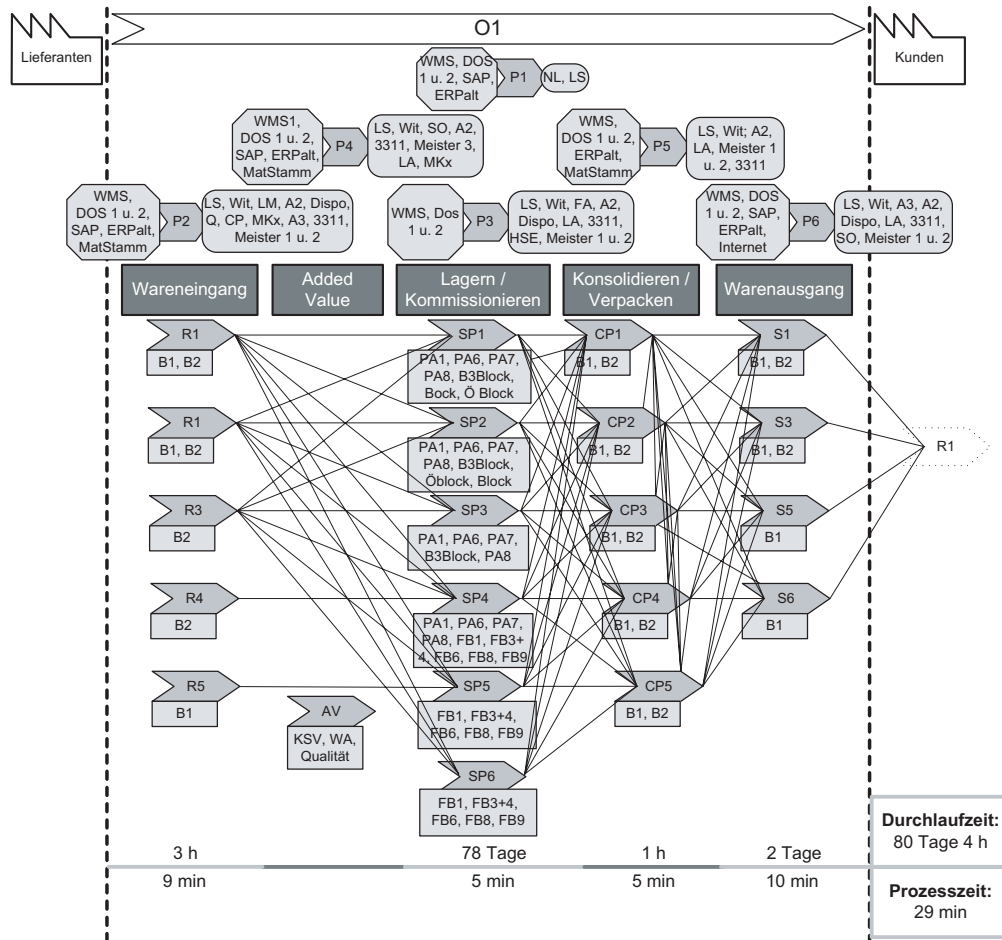 O1
Lieferanten
Kunden
WMS, DOS
1 u. 2, SAP,
ERPalt
P1
NL, LS
WMS1,
DOS 1 u. 2,
SAP, ERPalt,
MatStamm
P4
LS, Wit, SO, A2,
3311, Meister 3,
LA, MKx
WMS,
DOS 1 u. 2,
ERPalt,
MatStamm
P5
LS, Wit; A2,
LA, Meister 1
u. 2, 3311
WMS,
DOS 1 u. 2,
SAP, ERPalt,
MatStamm
P2
LS, Wit, LM, A2, Dispo,
Q, CP, MKx, A3, 3311,
Meister 1 u. 2
WMS, Dos
1 u. 2
P3
LS, Wit, FA, A2,
Dispo, LA, 3311,
HSE, Meister 1 u. 2
WMS, DOS
1 u. 2, SAP,
ERPalt,
Internet
P6
LS, Wit, A3, A2,
Dispo, LA, 3311,
SO, Meister 1 u. 2
Wareneingang
Added
Value
Lagern /
Kommissionieren
Konsolidieren /
Verpacken
Warenausgang
R1
B1, B2
SP1
PA1, PA6, PA7,
PA8, B3Block,
Bock, Ö Block
CP1
B1, B2
S1
B1, B2
R1
B1, B2
SP2
PA1, PA6, PA7,
PA8, B3Block,
Öblock, Block
CP2
B1, B2
S3
B1, B2
R1
R3
B2
SP3
PA1, PA6, PA7,
B3Block, PA8
CP3
B1, B2
S5
B1
R4
B2
SP4
PA1, PA6, PA7,
PA8, FB1, FB3+
4, FB6, FB8, FB9
CP4
B1, B2
S6
B1
R5
B1
AV
KSV, WA,
Qualität
SP5
FB1, FB3+4,
FB6, FB8, FB9
CP5
B1, B2
SP6
FB1, FB3+4,
FB6, FB8, FB9
3 h
78 Tage
1 h
2 Tage
9 min
5 min
5 min
10 min
Durchlaufzeit:
80 Tage 4 h
Prozesszeit:
29 min